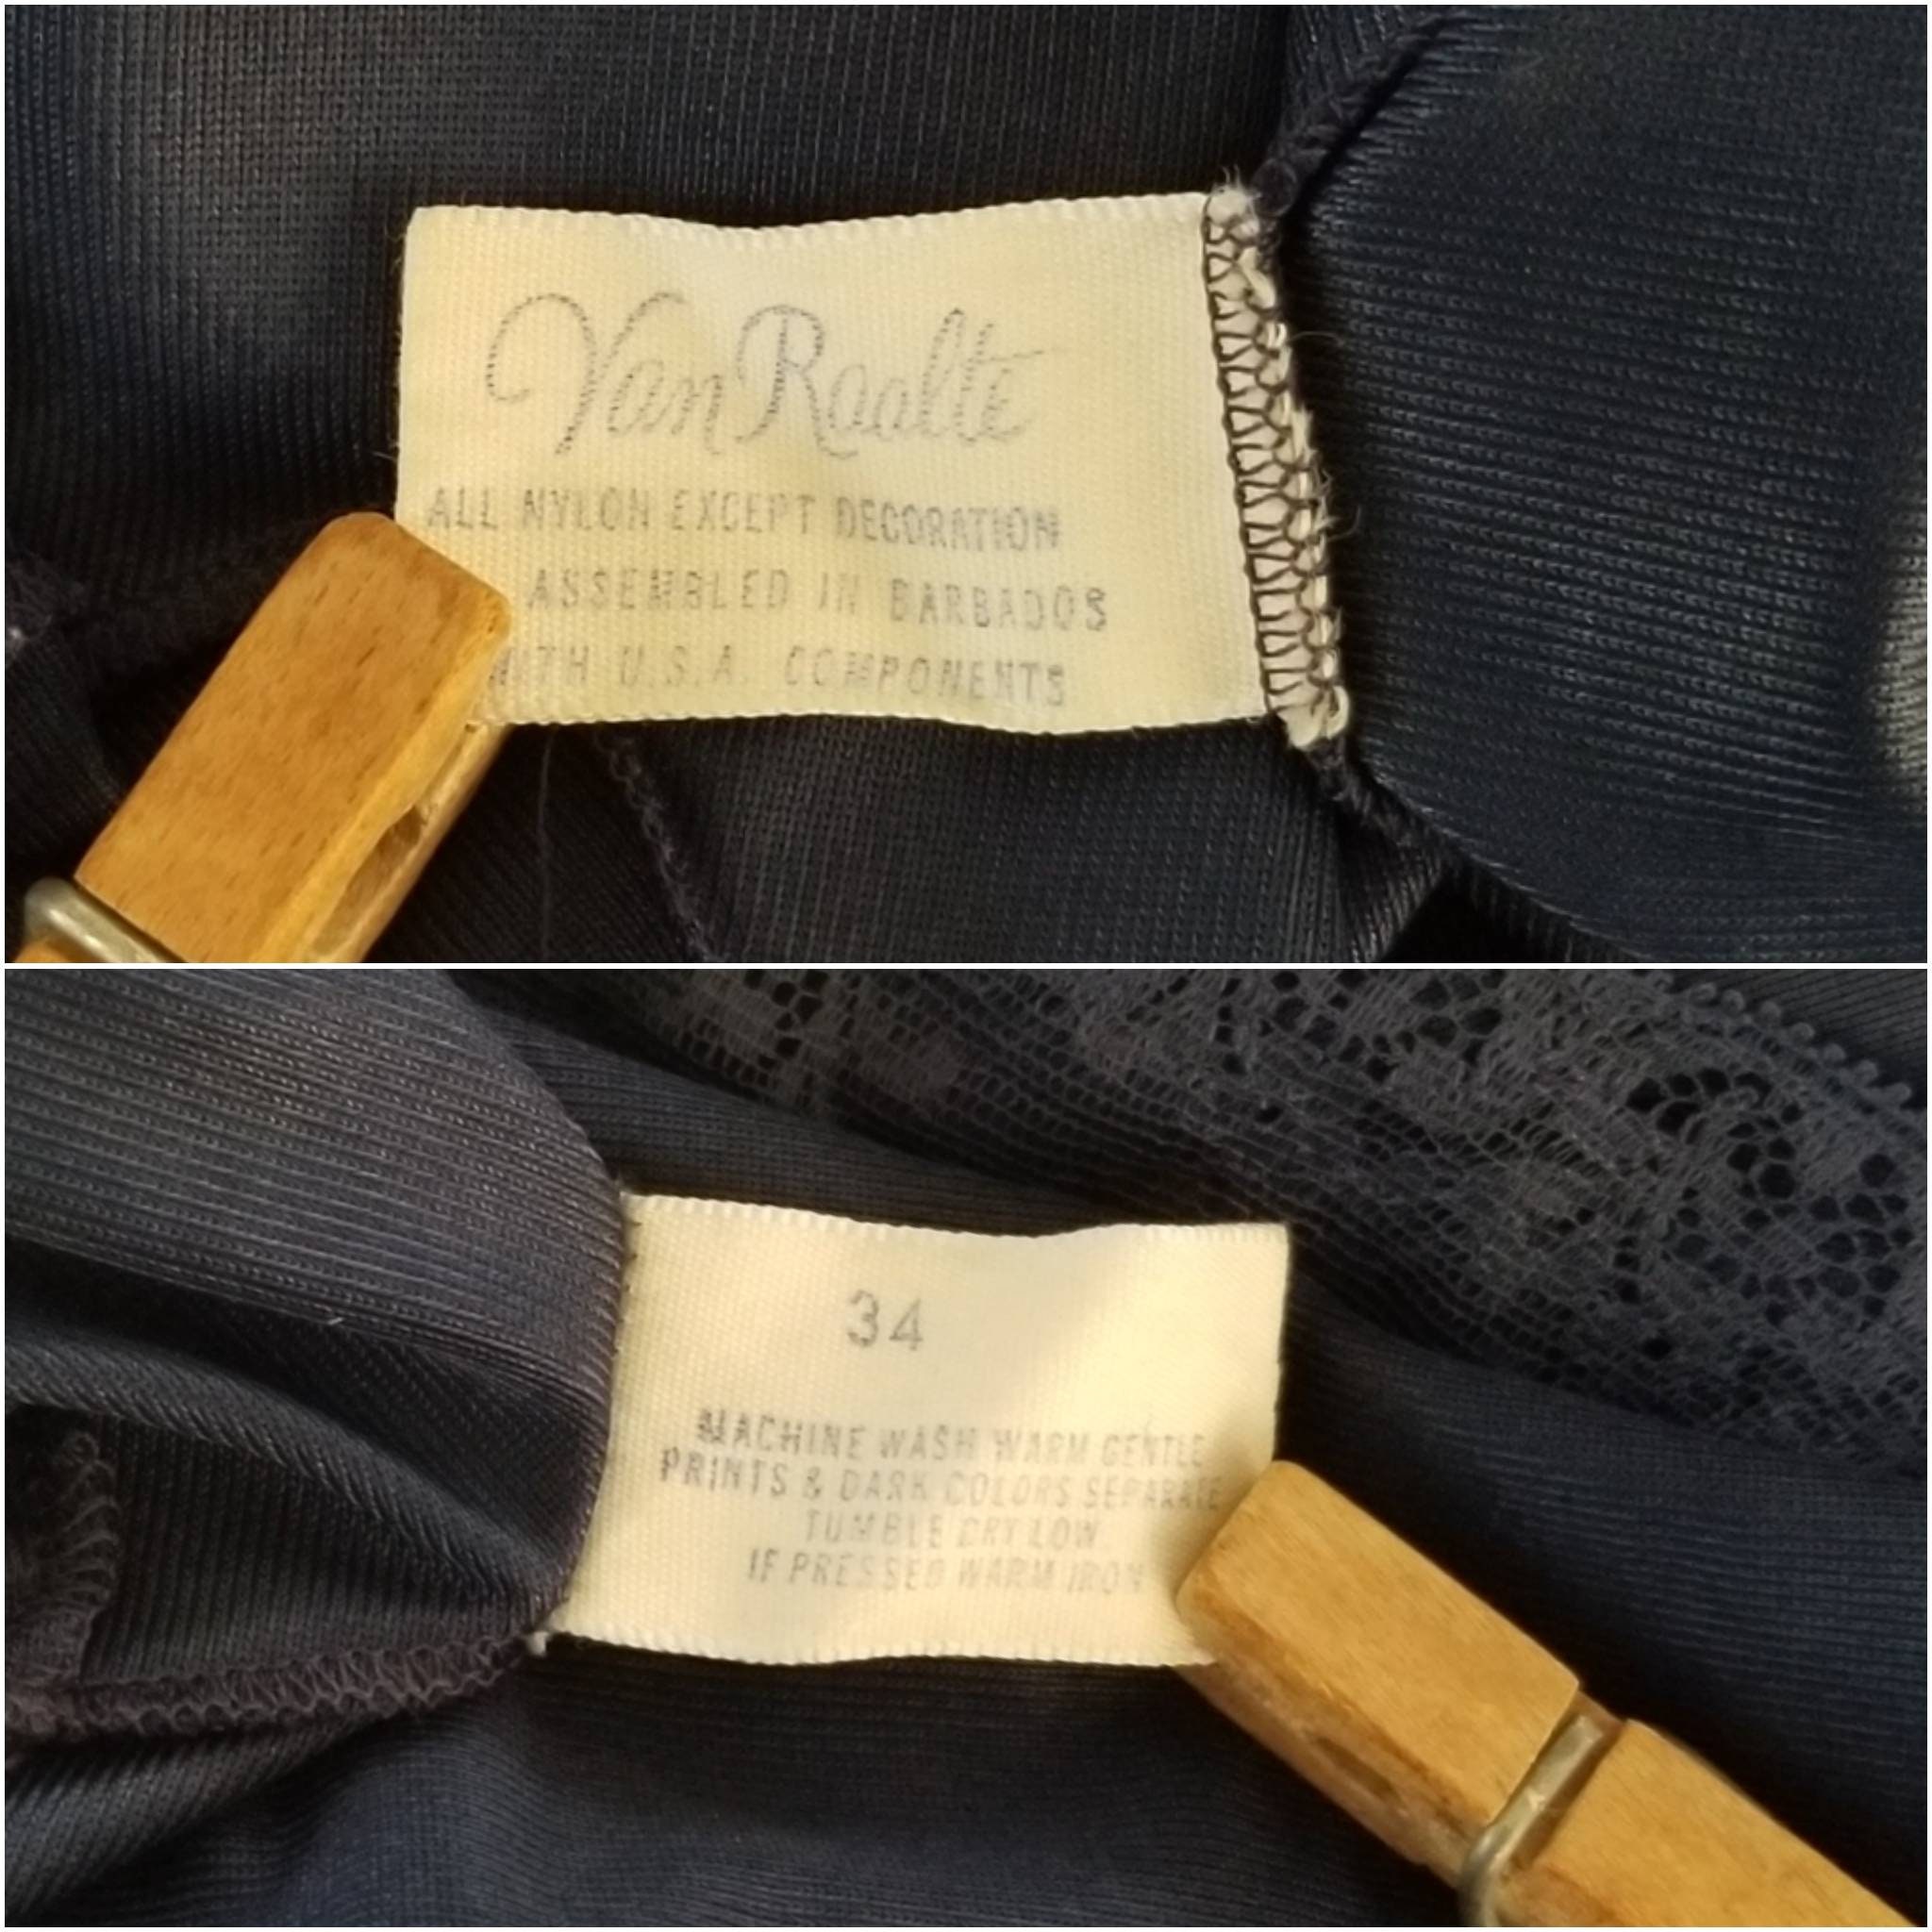 Van Raalte
ALL NYLON EXCEPT DECORATION
ASSEMBLED IN BARBADOS
WITH U.S.A. COMPONENTS
34
MACHINE WASH WARM GENTLE
PRINTS & DARK COLORS SEPARATE
TUMBLE DRY LOW
IF PRESSED WARM IRON